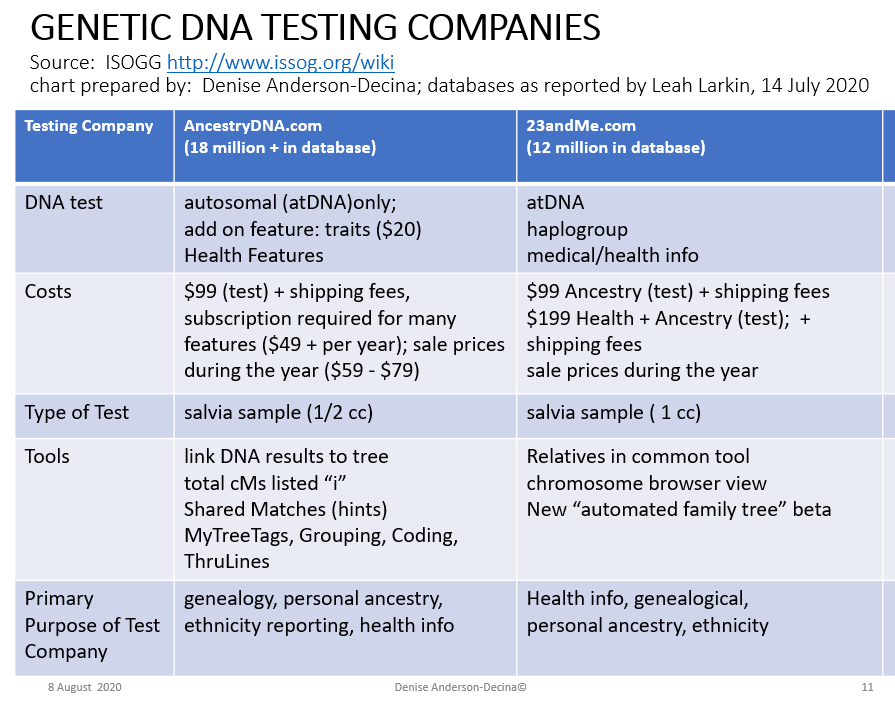 GENETIC DNA TESTING COMPANIES
Source:  ISOGG http://www.issog.org/wiki
chart prepared by:  Denise Anderson-Decina; databases as reported by Leah Larkin, 14 July 2020
Testing Company
AncestryDNA.com
(18 million + in database)
23andMe.com
(12 million in database)
DNA test
autosomal (atDNA)only;
add on feature: traits ($20)
Health Features
atDNA
haplogroup
medical/health info
Costs
$99 (test) + shipping fees,
subscription required for many
features ($49 + per year); sale prices
during the year ($59 - $79)
$99 Ancestry (test) + shipping fees
$199 Health + Ancestry (test);  +
shipping fees
sale prices during the year
Type of Test
salvia sample (1/2 cc)
salvia sample ( 1 cc)
Tools
link DNA results to tree
total cMs listed “i”
Shared Matches (hints)
MyTreeTags, Grouping, Coding,
ThruLines
Relatives in common tool
chromosome browser view
New “automated family tree” beta
Primary
Purpose of Test
Company
genealogy, personal ancestry,
ethnicity reporting, health info
Health info, genealogical,
personal ancestry, ethnicity
8 August  2020
Denise Anderson-Decina©
11